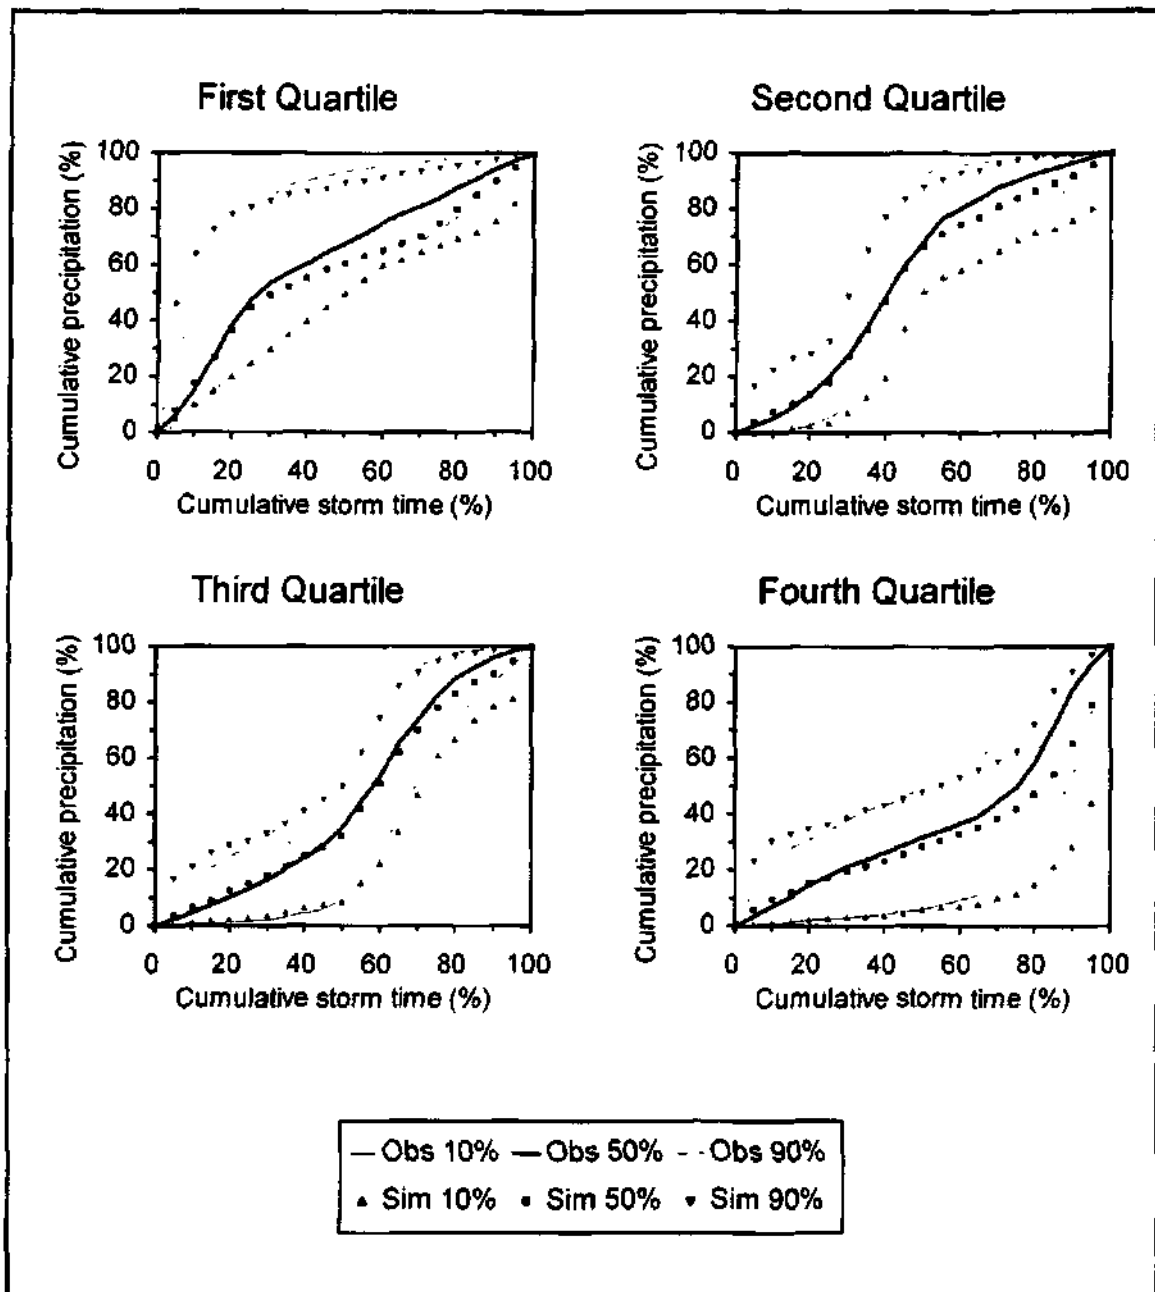 First Quartile
Cumulative precipitation (%)
100
80
60
40
20
0
0 20 40 60 80 100
Cumulative storm time (%)
Second Quartile
Cumulative precipitation (%)
100
80
60
40
20
0
0 20 40 60 80 100
Cumulative storm time (%)
Third Quartile
Cumulative precipitation (%)
100
80
60
40
20
0
0 20 40 60 80 100
Cumulative storm time (%)
Fourth Quartile
Cumulative precipitation (%)
100
80
60
40
20
0
0 20 40 60 80 100
Cumulative storm time (%)
Obs 10% Obs 50% Obs 90%
Sim 10% Sim 50% Sim 90%